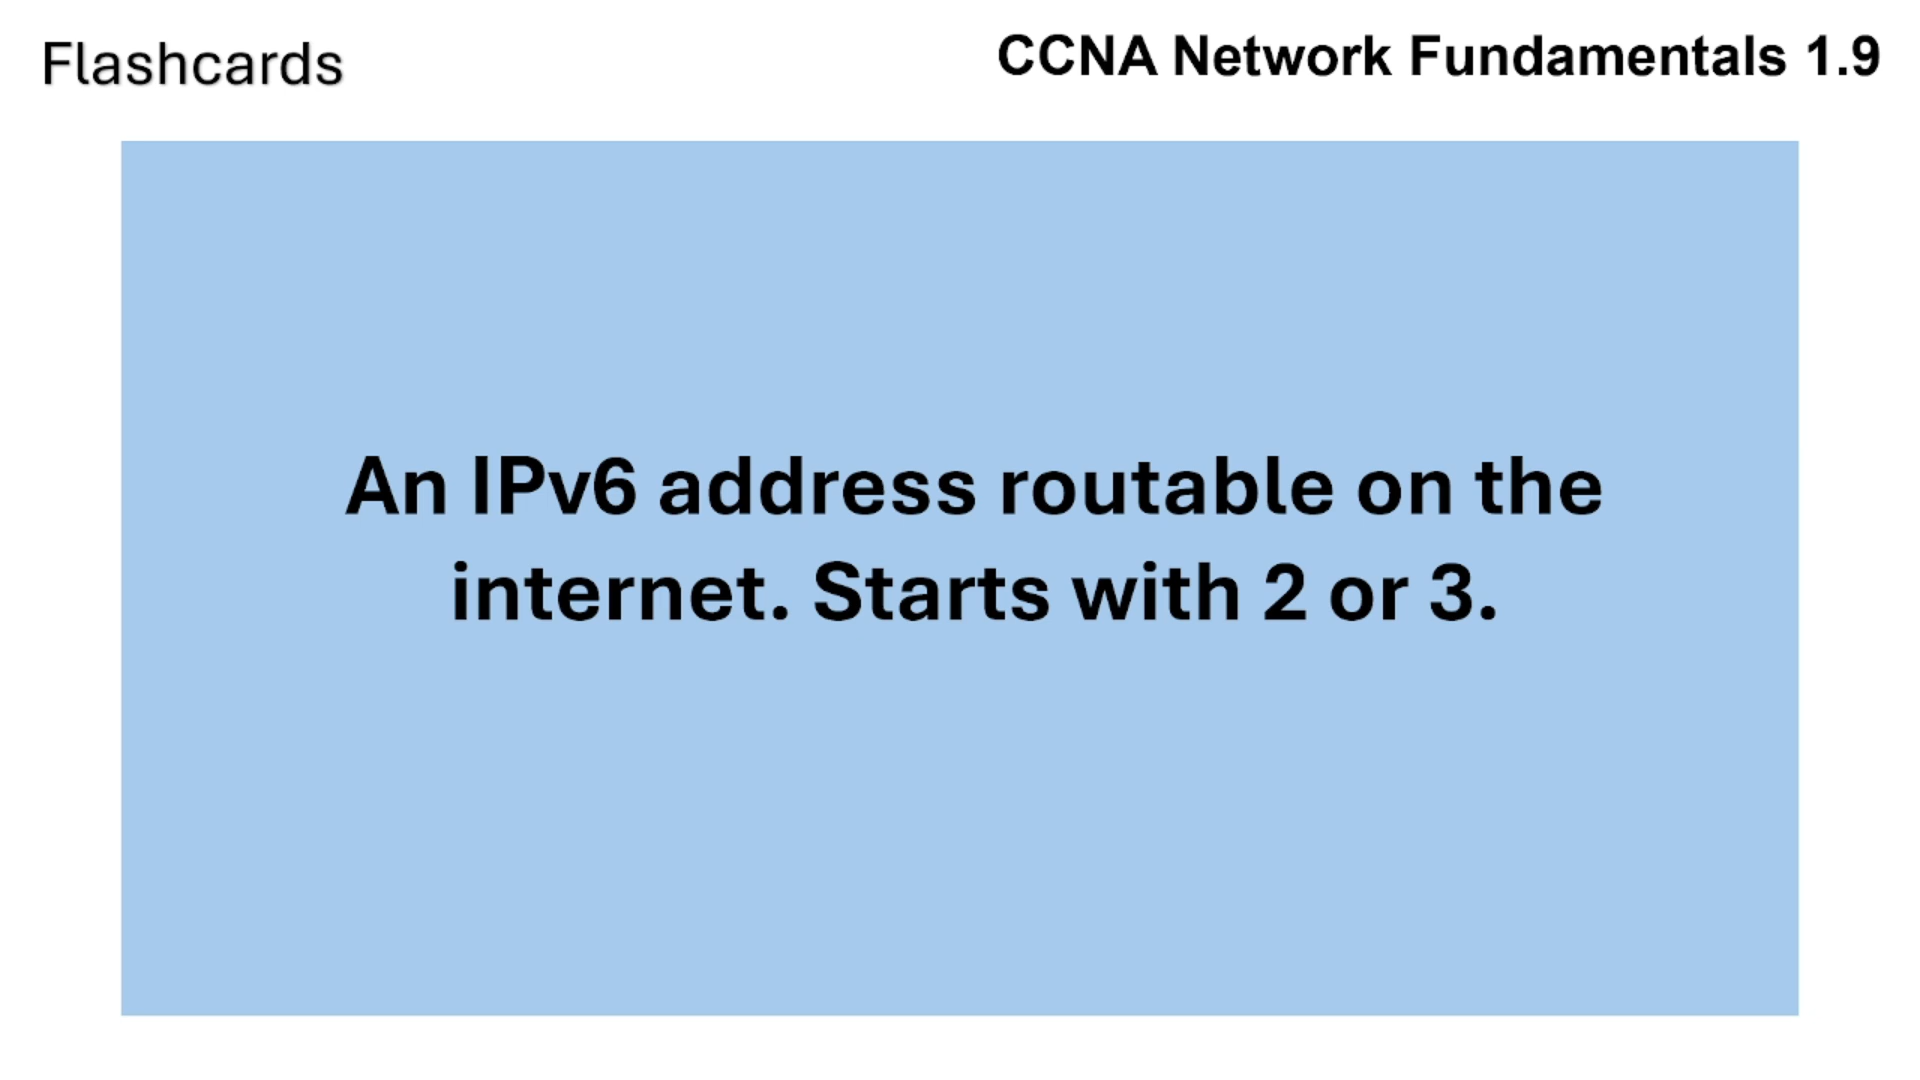 Flashcards
CCNA Network Fundamentals 1.9
An IPv6 address routable on the
internet. Starts with 2 or 3.